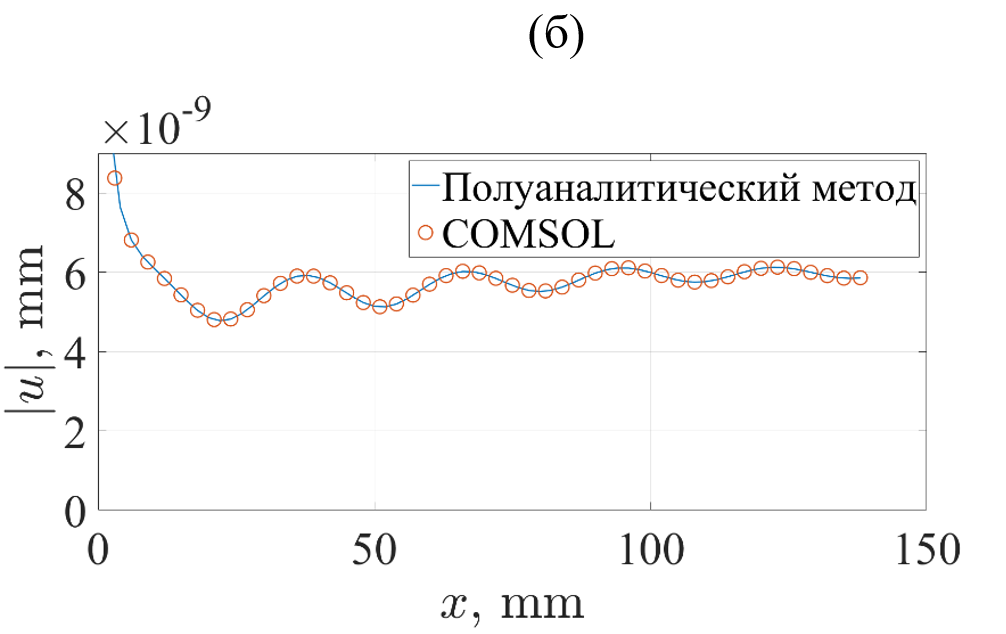 (б)
×10⁻⁹
8
6
4
2
0
|u|, mm
Полуаналитический метод
COMSOL
0 50 100 150
x, mm